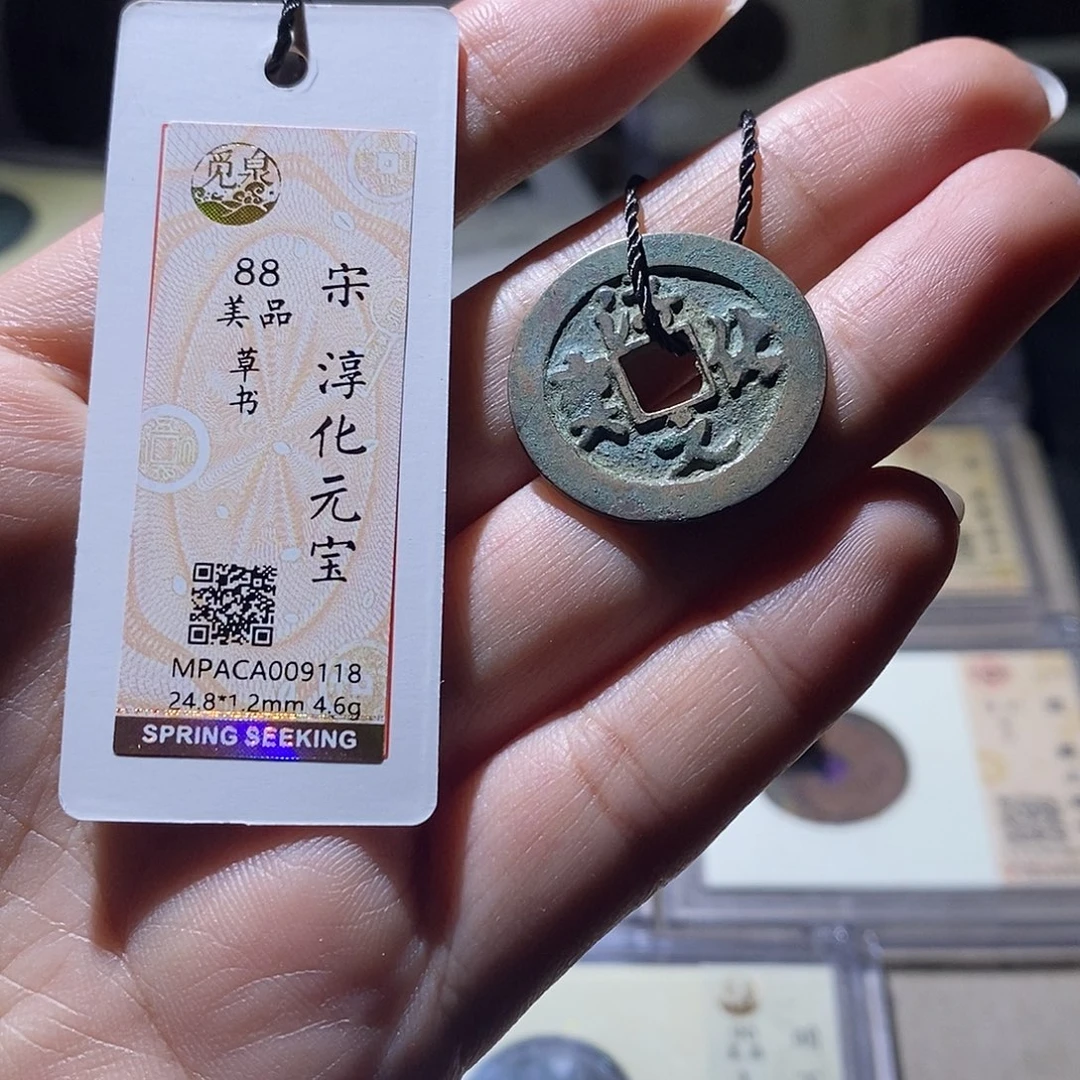 觅泉
宋 淳化元宝
88
美品
草书
MPACA009118
24.8*1.2mm 4.6g
SPRING SEEKING